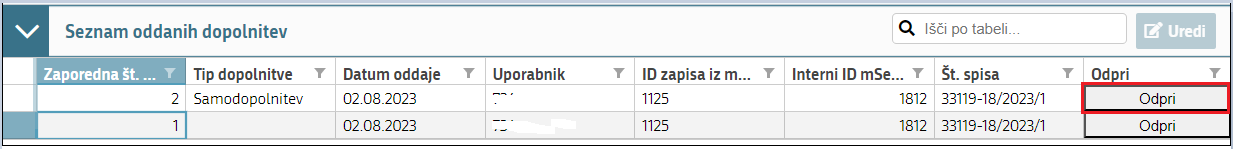 Seznam oddanih dopolnitev
Išči po tabeli...
Uredi
Zaporedna št. ... Tip dopolnitve Datum oddaje Uporabnik ID zapisa iz m... Interni ID mSe... Št. spisa Odpri
2 Samodopolnitev 02.08.2023 1125 1812 33119-18/2023/1 Odpri
1 02.08.2023 1125 1812 33119-18/2023/1 Odpri